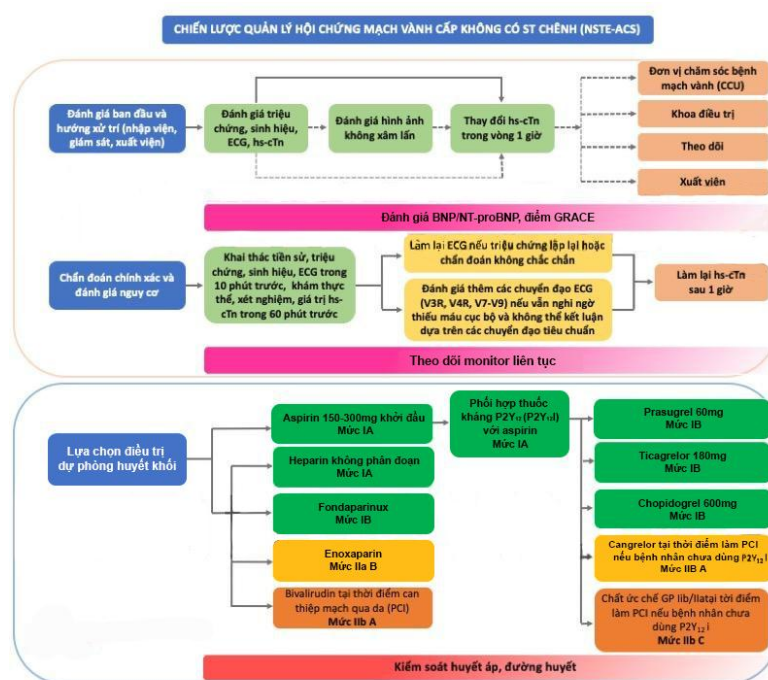 CHIẾN LƯỢC QUẢN LÝ HỘI CHỨNG MẠCH VÀNH CẤP KHÔNG CÓ ST CHÊNH (NSTE-ACS)
Đánh giá ban đầu và
hướng xử trí (nhập viện,
giám sát, xuất viện)
Đánh giá triệu
chứng, sinh hiệu,
ECG, hs-cTn
Đánh giá hình ảnh
không xâm lấn
Thay đổi hs-cTn
trong vòng 1 giờ
Đơn vị chăm sóc bệnh
mạch vành (CCU)
Khoa điều trị
Theo dõi
Xuất viên
Đánh giá BNP/NT-proBNP, điểm GRACE
Chẩn đoán chính xác và
đánh giá nguy cơ
Khai thác tiền sử, triệu
chứng, sinh hiệu, ECG trong
10 phút trước, khám thực
thể, xét nghiệm, giá trị hs-
cTn trong 60 phút trước
Làm lại ECG nếu triệu chứng lặp lại hoặc
chẩn đoán không chắc chắn
Đánh giá thêm các chuyển đạo ECG
(V3R, V4R, V7-V9) nếu vẫn nghi ngờ
thiếu máu cục bộ và không thể kết luận
dựa trên các chuyển đạo tiêu chuẩn
Làm lại hs-cTn
sau 1 giờ
Theo dõi monitor liên tục
Lựa chọn điều trị
dự phòng huyết khối
Aspirin 150-300mg khởi đầu
Mức IA
Heparin không phân đoạn
Mức IA
Fondaparinux
Mức IB
Enoxaparin
Mức IIa B
Bivalirudin tại thời điểm can
thiệp mạch qua da (PCI)
Mức IIb A
Phối hợp thuốc
kháng P2Y₁₂ (P2Y₁₂I)
với aspirin
Mức IA
Prasugrel 60mg
Mức IB
Ticagrelor 180mg
Mức IB
Chopidogrel 600mg
Mức IB
Cangrelor tại thời điểm làm PCI
nếu bệnh nhân chưa dùng P2Y₁₂ I
Mức IIB A
Chất ức chế GP IIb/IIatại tời điểm
làm PCI nếu bệnh nhân chưa
dùng P2Y₁₂ i
Mức IIb C
Kiểm soát huyết áp, đường huyết